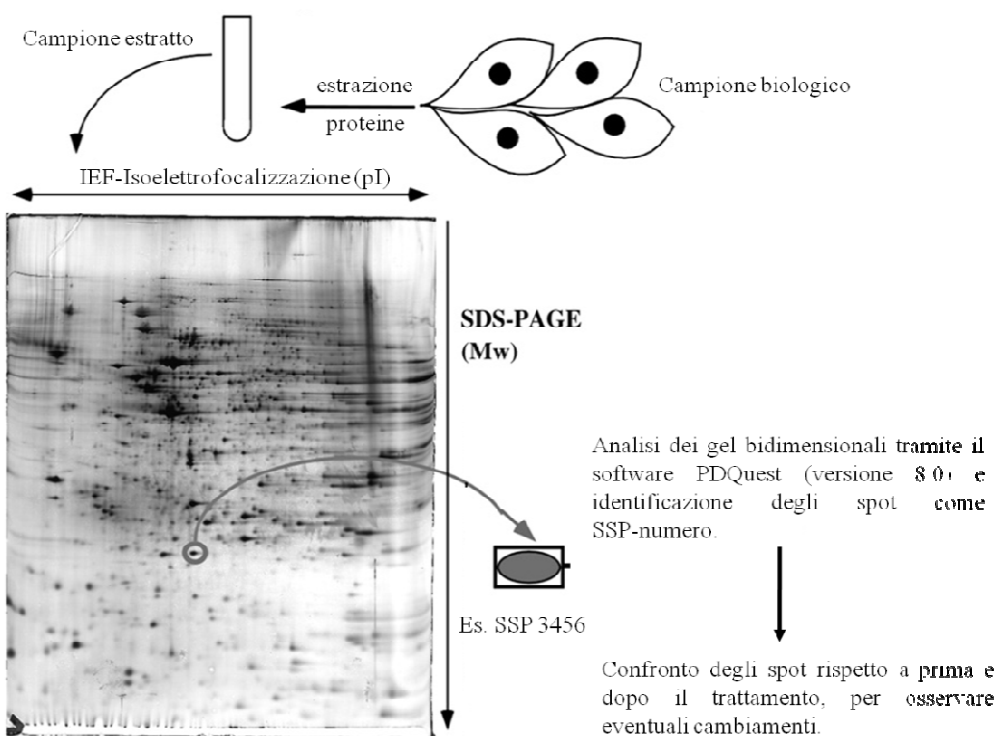 Campione estratto
estrazione
proteine
Campione biologico
IEF-Isoelettrofocalizzazione (pI)
SDS-PAGE
(Mw)
Analisi dei gel bidimensionali tramite il
software PDQuest (versione 8.0) e
identificazione degli spot come
SSP-numero.
Es. SSP 3456
Confronto degli spot rispetto a prima e
dopo il trattamento, per osservare
eventuali cambiamenti.